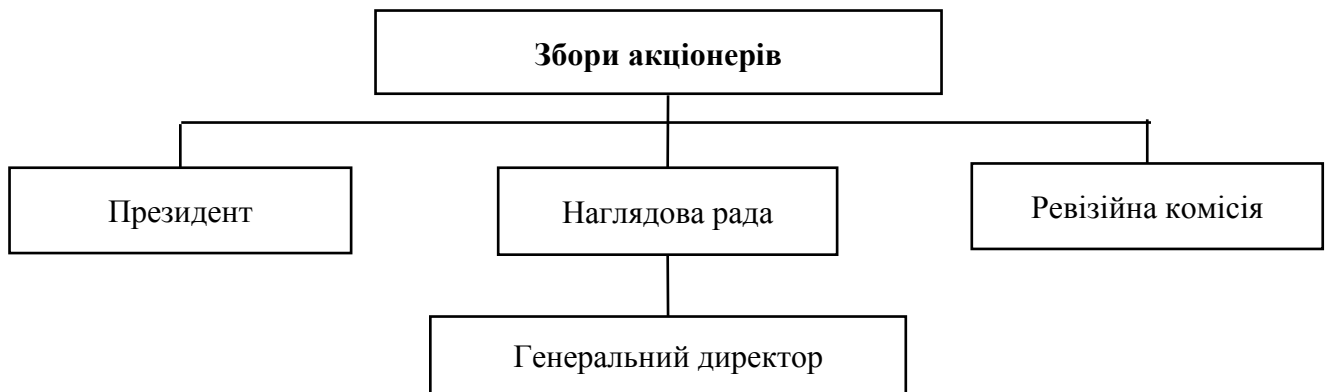 Збори акціонерів
Президент
Наглядова рада
Ревізійна комісія
Генеральний директор